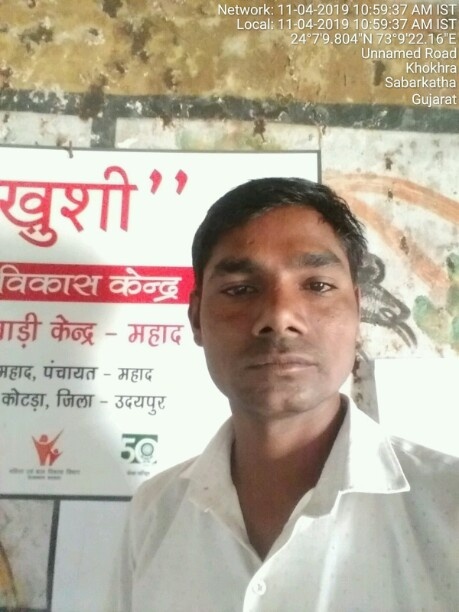 Network: 11-04-2019 10:59:37 AM IST
Local: 11-04-2019 10:59:37 AM IST
24°7'9.804"N 73°9'22.16"E
Unnamed Road
Khokhra
Sabarkatha
Gujarat
खुशी”
विकास केन्द्र
केन्द्र - महाद
महाद, पंचायत - महाद
कोटड़ा, जिला - उदयपुर
50